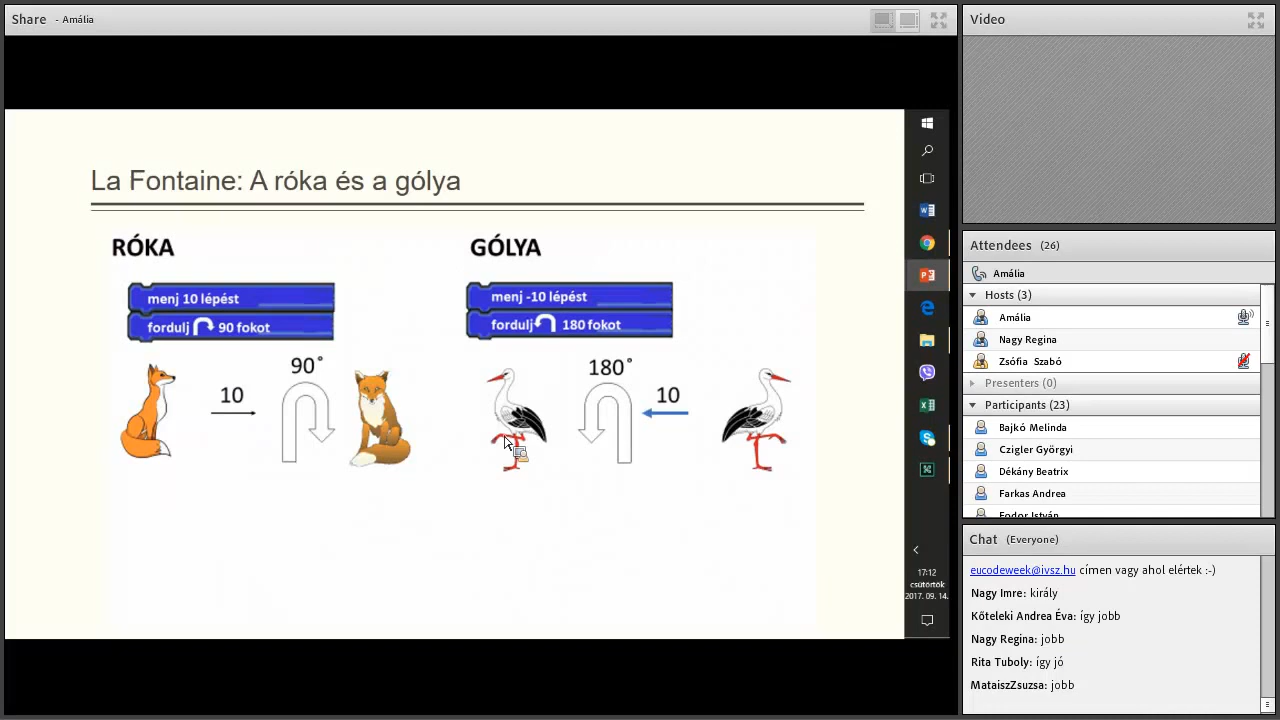 Share - Amália
La Fontaine: A róka és a gólya
RÓKA
menj 10 lépést
fordulj 90 fokot
10
90°
GÓLYA
menj -10 lépést
fordulj 180 fokot
180°
10
17:12
csütörtök
2017. 09. 14.
Video
Attendees (26)
Amália
Hosts (3)
Amália
Nagy Regina
Zsófia Szabó
Presenters (0)
Participants (23)
Bajkó Melinda
Czigler Györgyi
Dékány Beatrix
Farkas Andrea
Fodor István
Chat (Everyone)
eucodeweek@ivsz.hu címen vagy ahol elértek :-)
Nagy Imre: király
Kőteleki Andrea Éva: így jobb
Nagy Regina: jobb
Rita Tuboly: így jó
MataiszZsuzsa: jobb